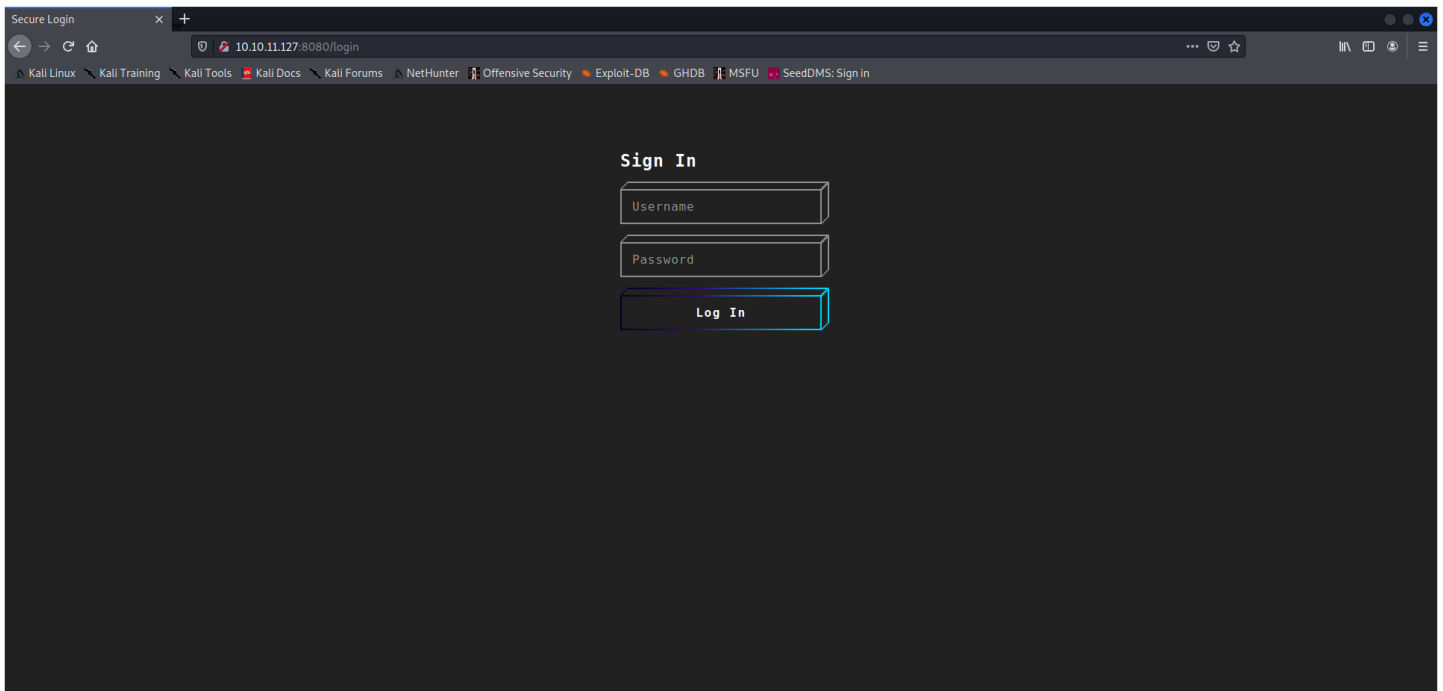 Secure Login
10.10.11.127:8080/login
Kali Linux Kali Training Kali Tools Kali Docs Kali Forums NetHunter Offensive Security Exploit-DB GHDB MSFU SeedDMS: Sign in
Sign In
Username
Password
Log In